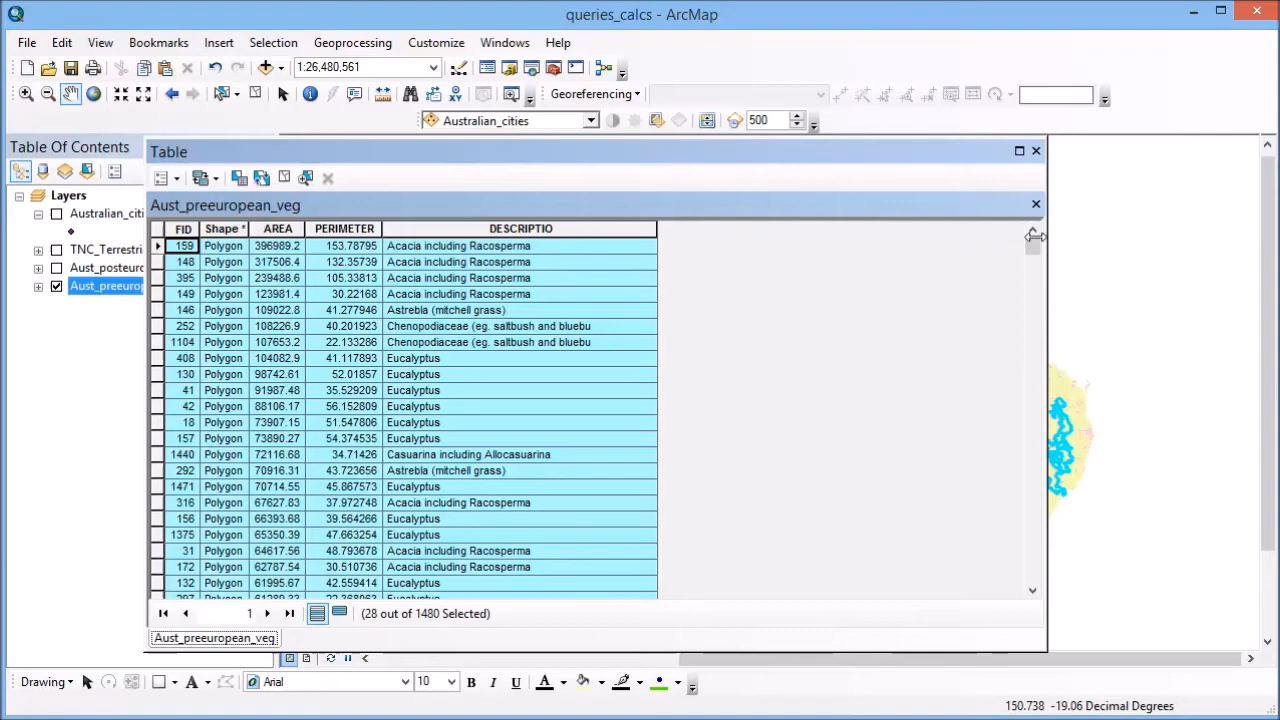 queries_calcs - ArcMap
File Edit View Bookmarks Insert Selection Geoprocessing Customize Windows Help
1:26,480,561
Georeferencing
Australian_cities 500
Table Of Contents
Layers
Australian_citi
TNC_Terrestri
Aust_posteuro
Aust_preeurop
Table
Aust_preeuropean_veg
FID Shape * AREA PERIMETER DESCRIPTIO
159 Polygon 396989.2 153.78795 Acacia including Racosperma
148 Polygon 317506.4 132.35739 Acacia including Racosperma
395 Polygon 239488.6 105.33813 Acacia including Racosperma
149 Polygon 123981.4 30.22168 Acacia including Racosperma
146 Polygon 109022.8 41.277946 Astrebla (mitchell grass)
252 Polygon 108226.9 40.201923 Chenopodiaceae (eg. saltbush and bluebu
1104 Polygon 107653.2 22.133286 Chenopodiaceae (eg. saltbush and bluebu
408 Polygon 104082.9 41.117893 Eucalyptus
130 Polygon 98742.61 52.01857 Eucalyptus
41 Polygon 91987.48 35.529209 Eucalyptus
42 Polygon 88106.17 56.152809 Eucalyptus
18 Polygon 73907.15 51.547806 Eucalyptus
157 Polygon 73890.27 54.374535 Eucalyptus
1440 Polygon 72116.68 34.71426 Casuarina including Allocasuarina
292 Polygon 70916.31 43.723656 Astrebla (mitchell grass)
1471 Polygon 70714.55 45.867573 Eucalyptus
316 Polygon 67627.83 37.972748 Acacia including Racosperma
156 Polygon 66393.68 39.564266 Eucalyptus
1375 Polygon 65350.39 47.663254 Eucalyptus
31 Polygon 64617.56 48.793678 Acacia including Racosperma
172 Polygon 62787.54 30.510736 Acacia including Racosperma
132 Polygon 61995.67 42.559414 Eucalyptus
1 (28 out of 1480 Selected)
Aust_preeuropean_veg
Drawing Arial 10 B I U A
150.738 -19.06 Decimal Degrees